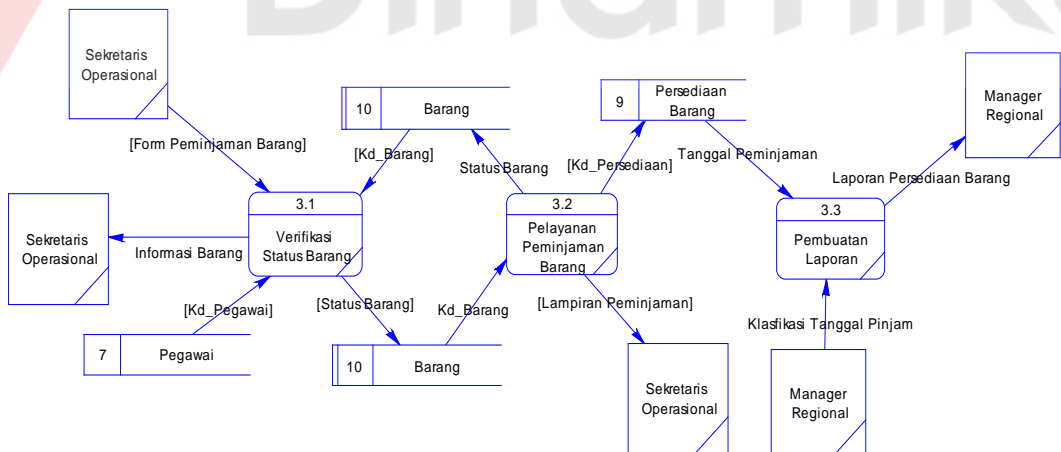 Dinamika
Sekretaris
Operasional
10
Barang
9
Persediaan
Barang
Manager
Regional
[Form Peminjaman Barang]
[Kd_Barang]
Status Barang
[Kd_Persediaan]
Tanggal Peminjaman
Laporan Persediaan Barang
3.1
Verifikasi
Status Barang
3.2
Pelayanan
Peminjaman
Barang
3.3
Pembuatan
Laporan
Sekretaris
Operasional
Informasi Barang
[Kd_Pegawai]
[Status Barang]
Kd_Barang
[Lampiran Peminjaman]
Klasfikasi Tanggal Pinjam
7
Pegawai
10
Barang
Sekretaris
Operasional
Manager
Regional